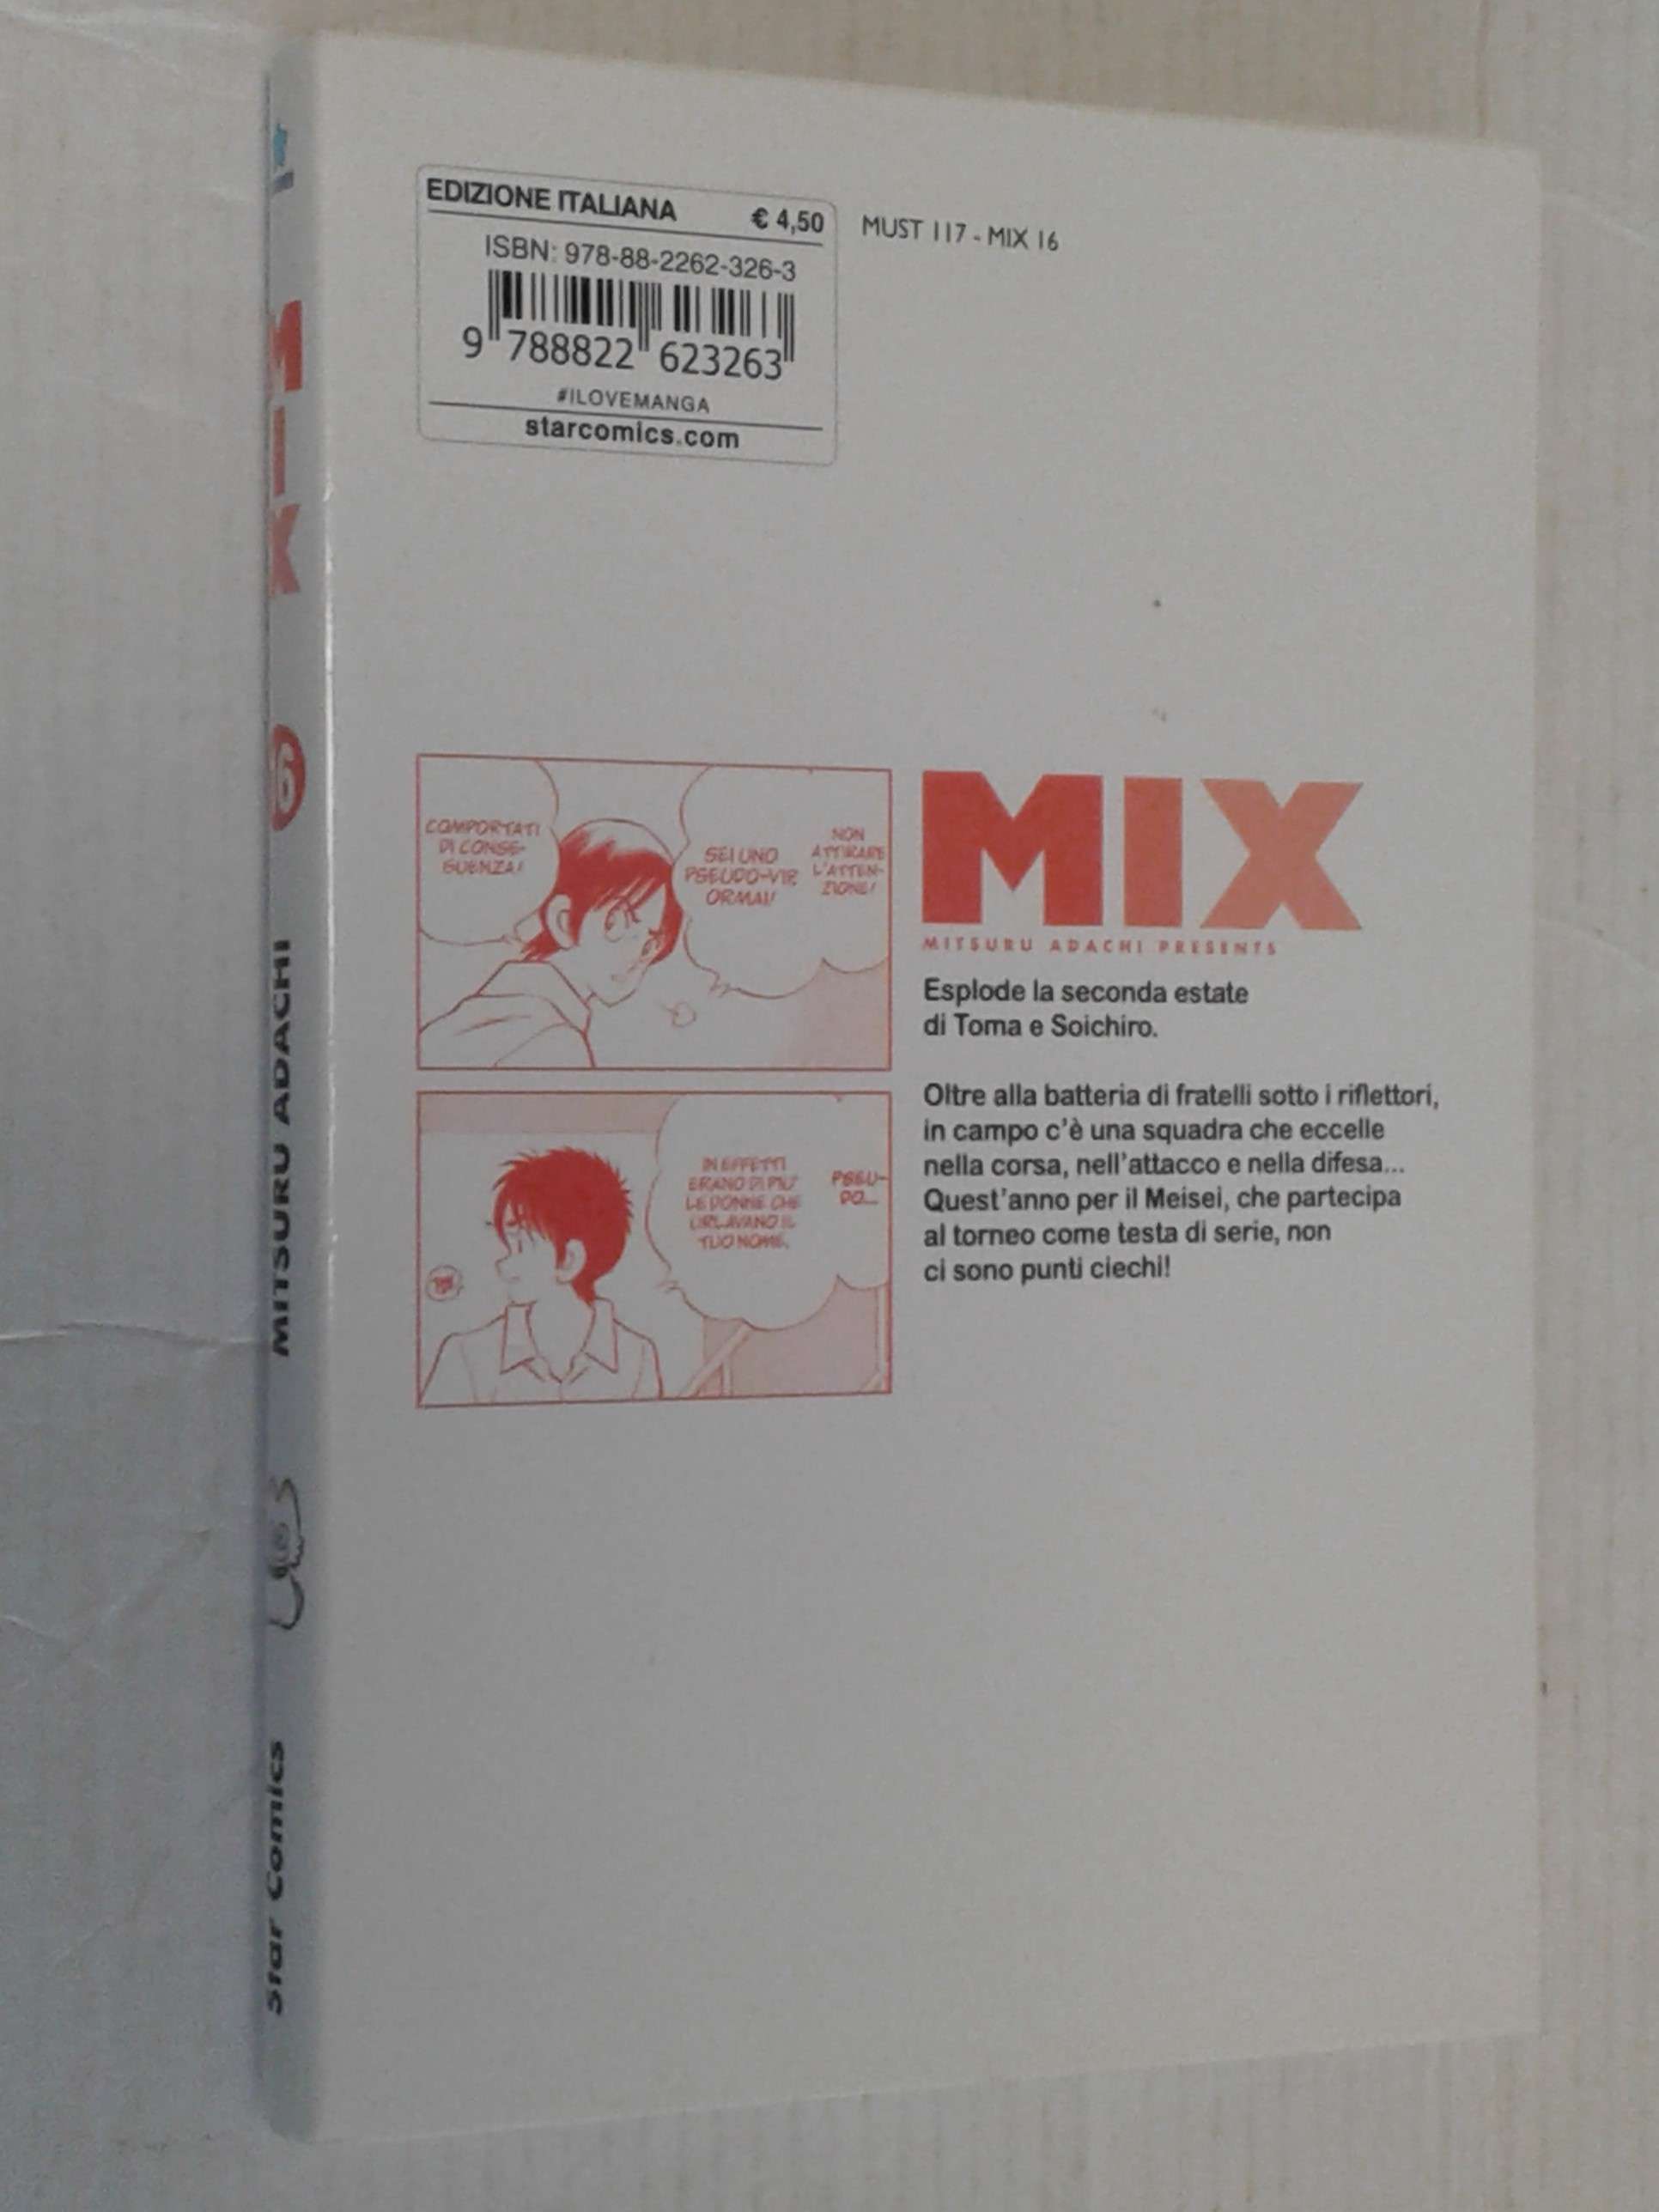 EDIZIONE ITALIANA € 4,50
ISBN: 978-88-2262-326-3
9 788822 623263
#ILOVEMANGA
starcomics.com
MUST 117 - MIX 16
MIX
MITSURU ADACHI
Star Comics
NON
ATTIRARE
L'ATTEN-
ZIONE!
SEI UNO
PSEUDO-VIP,
ORMAI!
COMPORTATI
DI CONSE-
GUENZA!
PSEU-
DO...
IN EFFETTI
ERANO DI PIÙ
LE DONNE CHE
URLAVANO IL
TUO NOME.
MIX
MITSURU ADACHI PRESENTS
Esplode la seconda estate
di Toma e Soichiro.
Oltre alla batteria di fratelli sotto i riflettori,
in campo c'è una squadra che eccelle
nella corsa, nell'attacco e nella difesa...
Quest'anno per il Meisei, che partecipa
al torneo come testa di serie, non
ci sono punti ciechi!